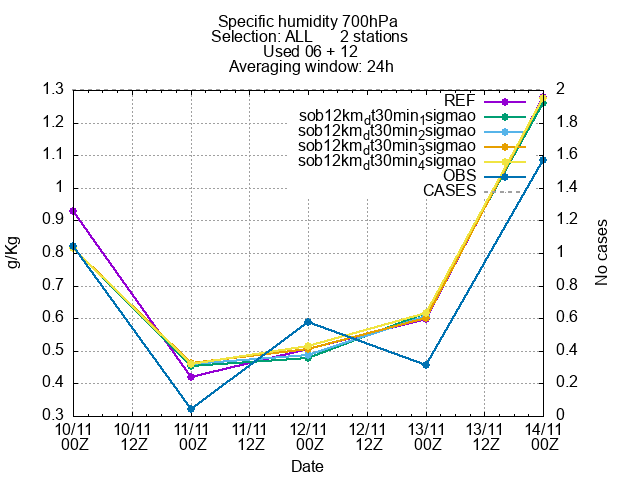 Specific humidity 700hPa
Selection: ALL 2 stations
Used 06 + 12
Averaging window: 24h
1.3
1.2
1.1
1
0.9
0.8
0.7
0.6
0.5
0.4
0.3
g/Kg
REF
sob12km_dt30min_1sigmao
sob12km_dt30min_2sigmao
sob12km_dt30min_3sigmao
sob12km_dt30min_4sigmao
OBS
CASES
2
1.8
1.6
1.4
1.2
1
0.8
0.6
0.4
0.2
0
No cases
10/11 10/11 11/11 11/11 12/11 12/11 13/11 13/11 14/11
00Z 12Z 00Z 12Z 00Z 12Z 00Z 12Z 00Z
Date